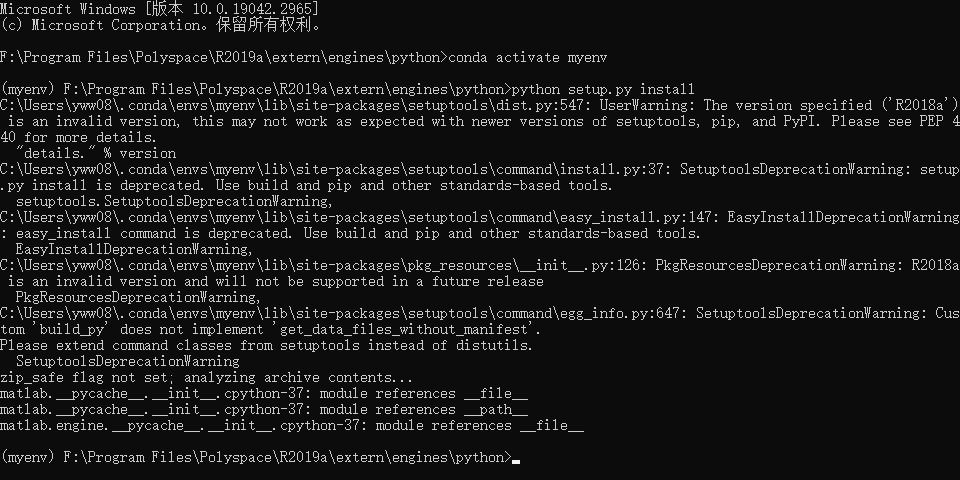 Microsoft Windows [版本 10.0.19042.2965]
(c) Microsoft Corporation。保留所有权利。
F:\Program Files\Polyspace\R2019a\extern\engines\python>conda activate myenv
(myenv) F:\Program Files\Polyspace\R2019a\extern\engines\python>python setup.py install
C:\Users\yww08\.conda\envs\myenv\lib\site-packages\setuptools\dist.py:547: UserWarning: The version specified ('R2018a')
 is an invalid version, this may not work as expected with newer versions of setuptools, pip, and PyPI. Please see PEP 4
40 for more details.
  "details." % version
C:\Users\yww08\.conda\envs\myenv\lib\site-packages\setuptools\command\install.py:37: SetuptoolsDeprecationWarning: setup
.py install is deprecated. Use build and pip and other standards-based tools.
  setuptools.SetuptoolsDeprecationWarning,
C:\Users\yww08\.conda\envs\myenv\lib\site-packages\setuptools\command\easy_install.py:147: EasyInstallDeprecationWarning
: easy_install command is deprecated. Use build and pip and other standards-based tools.
  EasyInstallDeprecationWarning,
C:\Users\yww08\.conda\envs\myenv\lib\site-packages\pkg_resources\__init__.py:126: PkgResourcesDeprecationWarning: R2018a
 is an invalid version and will not be supported in a future release
  PkgResourcesDeprecationWarning,
C:\Users\yww08\.conda\envs\myenv\lib\site-packages\setuptools\command\egg_info.py:647: SetuptoolsDeprecationWarning: Cus
tom 'build_py' does not implement 'get_data_files_without_manifest'.
Please extend command classes from setuptools instead of distutils.
  SetuptoolsDeprecationWarning
zip_safe flag not set; analyzing archive contents...
matlab.__pycache__.__init__.cpython-37: module references __file__
matlab.__pycache__.__init__.cpython-37: module references __path__
matlab.engine.__pycache__.__init__.cpython-37: module references __file__
(myenv) F:\Program Files\Polyspace\R2019a\extern\engines\python>